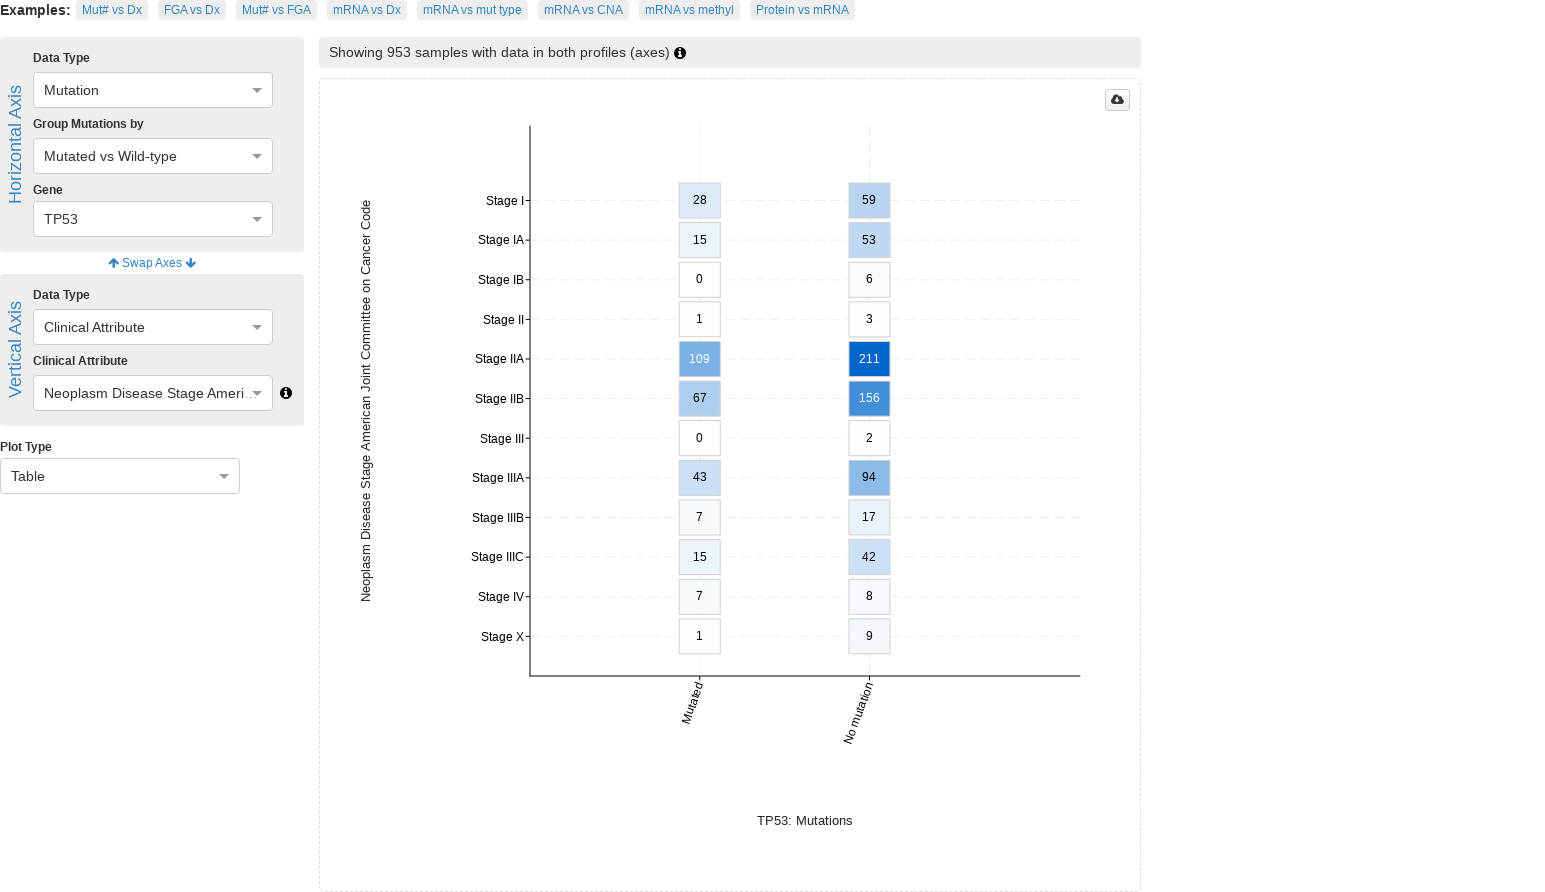 Examples: Mut# vs Dx FGA vs Dx Mut# vs FGA mRNA vs Dx mRNA vs mut type mRNA vs CNA mRNA vs methyl Protein vs mRNA
Horizontal Axis
Data Type
Mutation
Group Mutations by
Mutated vs Wild-type
Gene
TP53
Swap Axes
Vertical Axis
Data Type
Clinical Attribute
Clinical Attribute
Neoplasm Disease Stage Ameri...
Plot Type
Table
Showing 953 samples with data in both profiles (axes)
Neoplasm Disease Stage American Joint Committee on Cancer Code
Stage I 28 59
Stage IA 15 53
Stage IB 0 6
Stage II 1 3
Stage IIA 109 211
Stage IIB 67 156
Stage III 0 2
Stage IIIA 43 94
Stage IIIB 7 17
Stage IIIC 15 42
Stage IV 7 8
Stage X 1 9
Mutated No mutation
TP53: Mutations